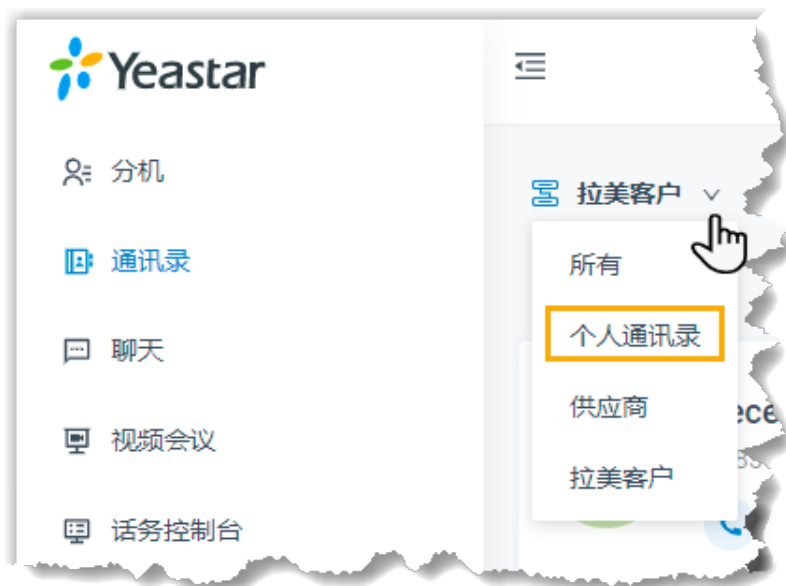 Yeastar
分机
通讯录
聊天
视频会议
话务控制台
拉美客户
所有
个人通讯录
供应商
拉美客户